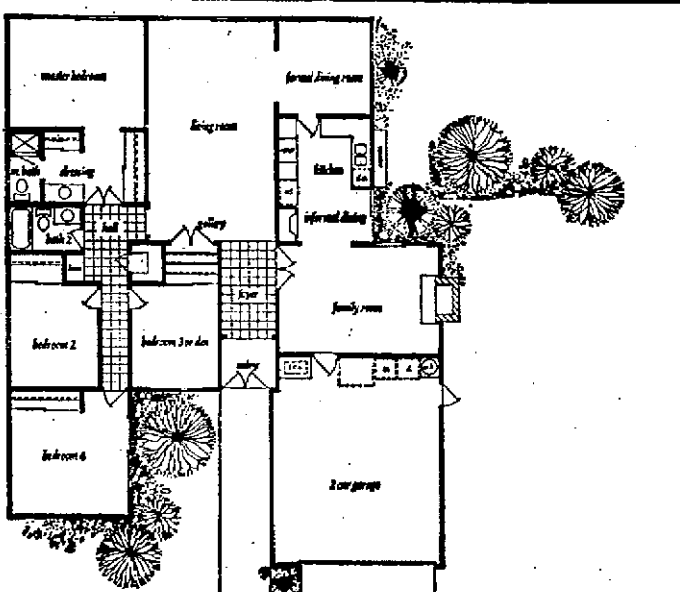 master bedroom
formal dining room
living room
m. bath
dressing
kitchen
informal dining
gallery
hall
bath 2
foyer
family room
bedroom 2
bedroom 3 or den
entry
bedroom 4
2 car garage